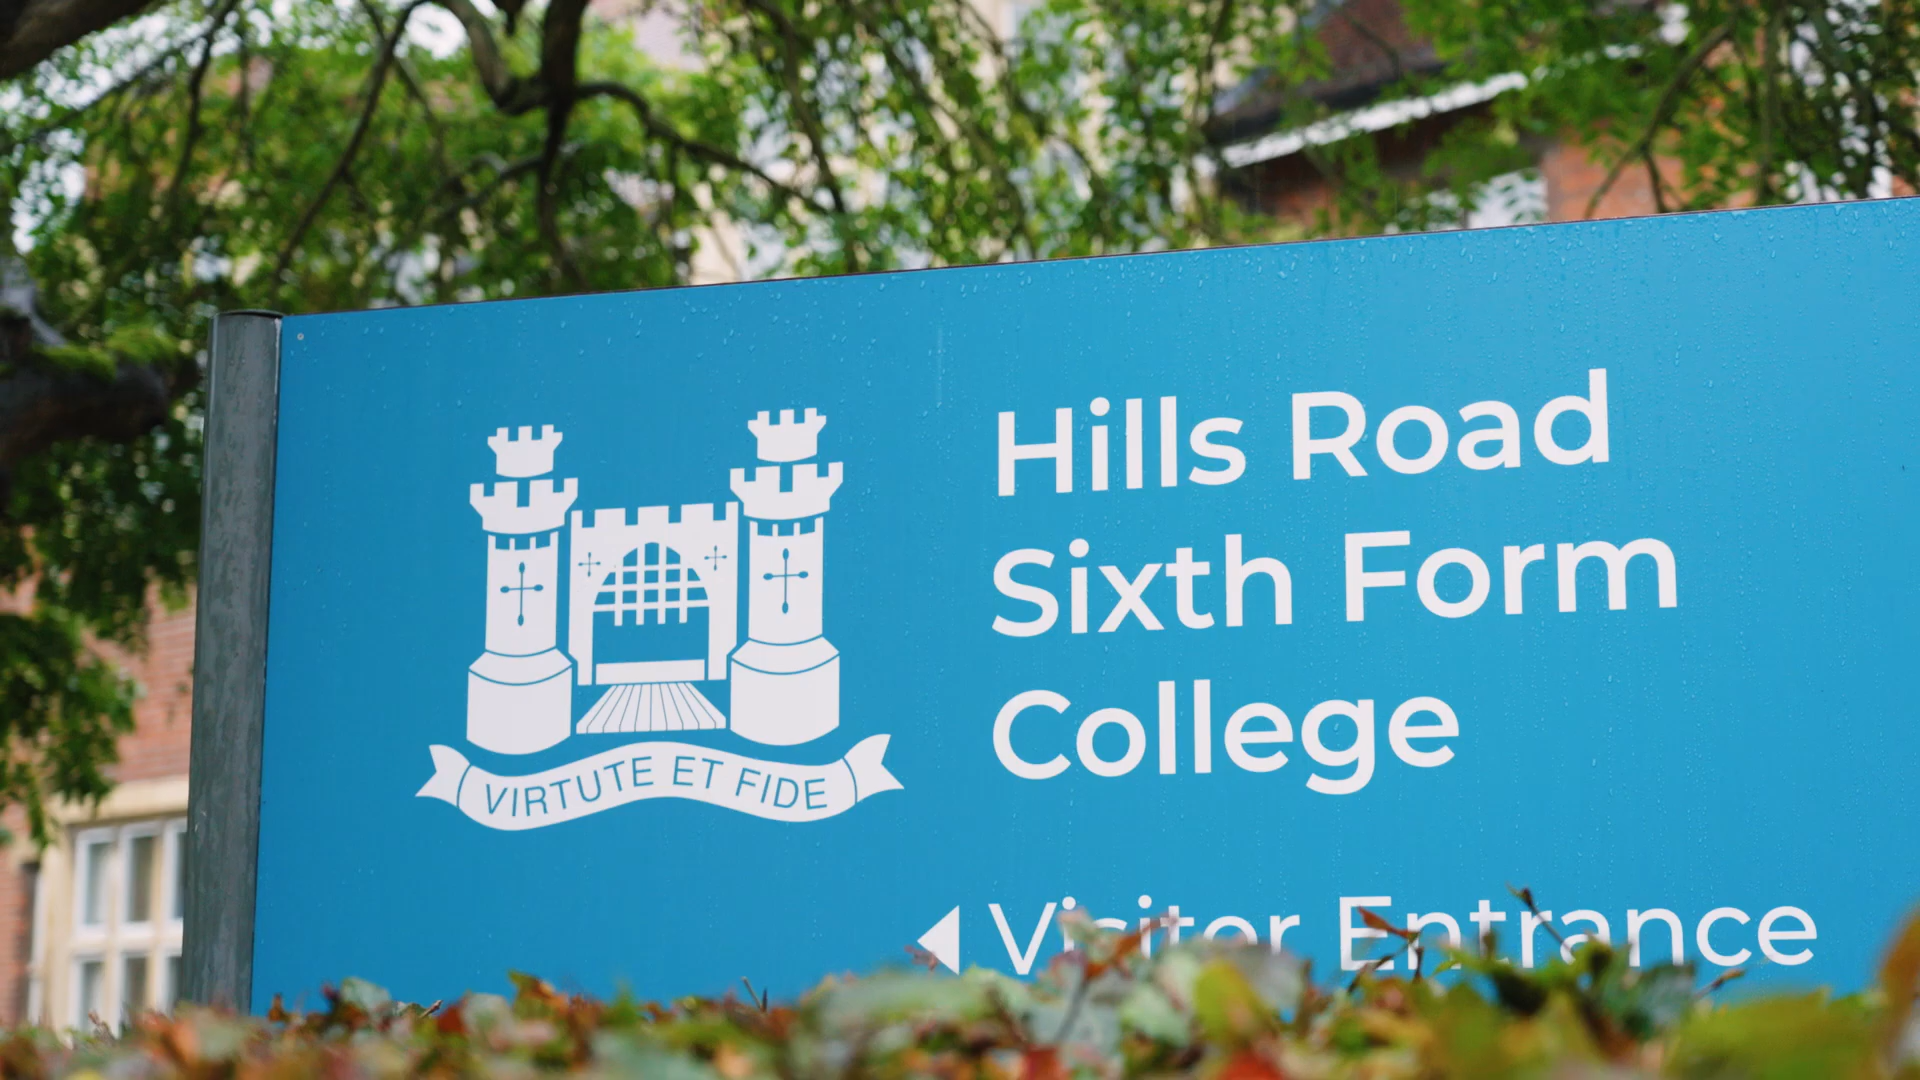 Hills Road
Sixth Form
College
VIRTUTE ET FIDE
Visitor Entrance